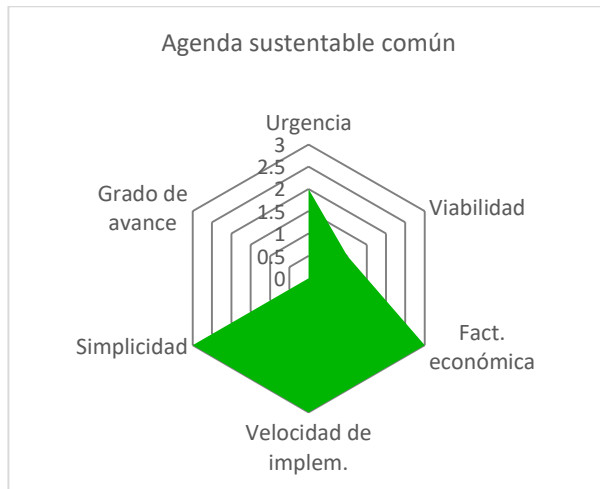 Agenda sustentable común
Urgencia
3
2.5
2
1.5
1
0.5
0
Viabilidad
Fact.
económica
Velocidad de
implem.
Simplicidad
Grado de
avance